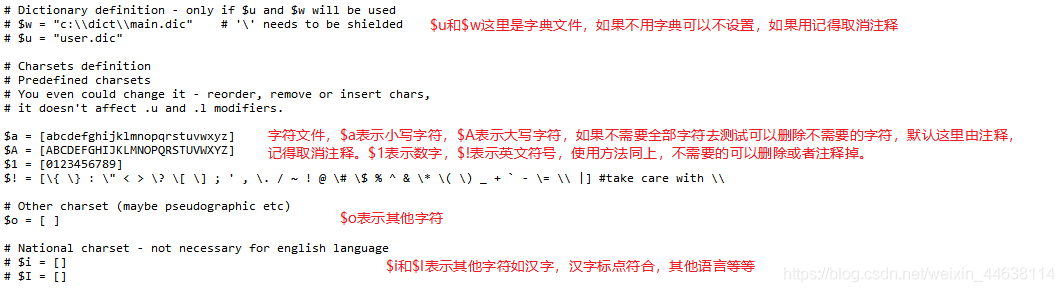 # Dictionary definition - only if $u and $w will be used
# $w = "c:\\dict\\main.dic"    # '\' needs to be shielded
$u和$w这里是字典文件，如果不用字典可以不设置，如果用记得取消注释
# $u = "user.dic"
# Charsets definition
# Predefined charsets
# You even could change it - reorder, remove or insert chars,
# it doesn't affect .u and .l modifiers.
$a = [abcdefghijklmnopqrstuvwxyz]
字符文件，$a表示小写字符，$A表示大写字符，如果不需要全部字符去测试可以删除不需要的字符，默认这里由注释，
$A = [ABCDEFGHIJKLMNOPQRSTUVWXYZ]
记得取消注释。$1表示数字，$!表示英文符号，使用方法同上，不需要的可以删除或者注释掉。
$1 = [0123456789]
$! = [\{ \} : \" < > \? \[ \] ; ' , \. / ~ ! @ \# \$ % ^ & \* \( \) _ + ` - \= \\ |] #take care with \\
# Other charset (maybe pseudographic etc)
$o = [ ]
$o表示其他字符
# National charset - not necessary for english language
# $i = []
$i和$I表示其他字符如汉字，汉字标点符合，其他语言等等
# $I = []
https://blog.csdn.net/weixin_44638114